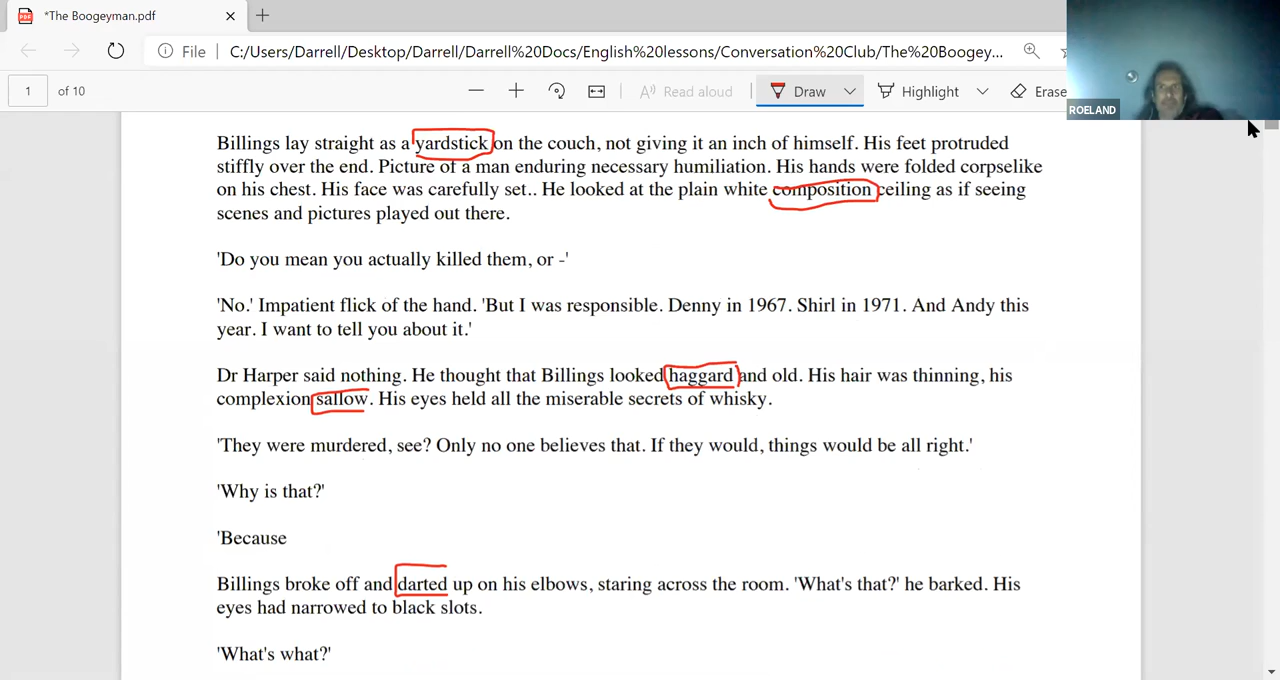 *The Boogeyman.pdf
File C:/Users/Darrell/Desktop/Darrell/Darrell%20Docs/English%20lessons/Conversation%20Club/The%20Boogey...
1 of 10 Read aloud Draw Highlight Erase
ROELAND
Billings lay straight as a yardstick on the couch, not giving it an inch of himself. His feet protruded
stiffly over the end. Picture of a man enduring necessary humiliation. His hands were folded corpselike
on his chest. His face was carefully set.. He looked at the plain white composition ceiling as if seeing
scenes and pictures played out there.
'Do you mean you actually killed them, or -'
'No.' Impatient flick of the hand. 'But I was responsible. Denny in 1967. Shirl in 1971. And Andy this
year. I want to tell you about it.'
Dr Harper said nothing. He thought that Billings looked haggard and old. His hair was thinning, his
complexion sallow. His eyes held all the miserable secrets of whisky.
'They were murdered, see? Only no one believes that. If they would, things would be all right.'
'Why is that?'
'Because
Billings broke off and darted up on his elbows, staring across the room. 'What's that?' he barked. His
eyes had narrowed to black slots.
'What's what?'